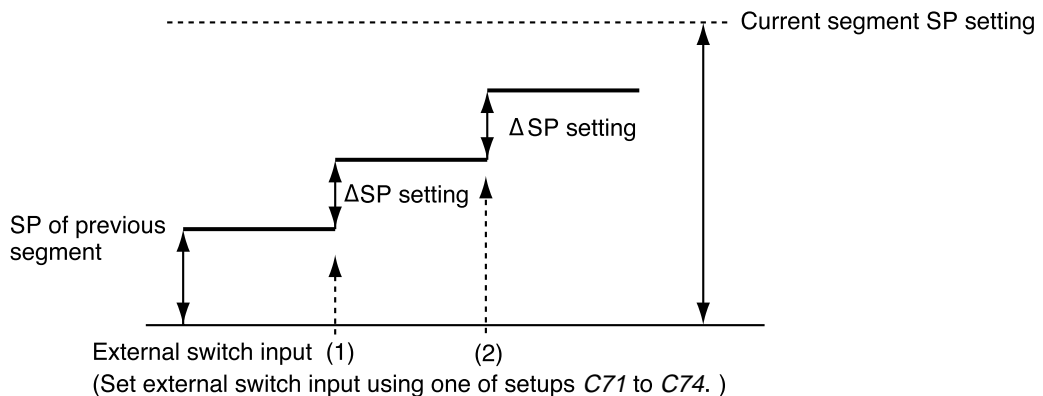 Current segment SP setting
Δ SP setting
ΔSP setting
SP of previous
segment
External switch input (1) (2)
(Set external switch input using one of setups C71 to C74. )